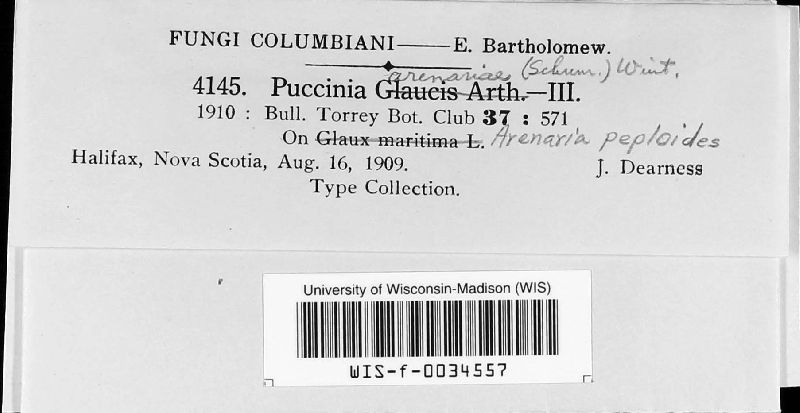 FUNGI COLUMBIANI—E. Bartholomew.
arenariae (Schum.) Wint.
4145. Puccinia Glaucis Arth.—III.
1910 : Bull. Torrey Bot. Club 37 : 571
On Glaux maritima L. Arenaria peploides
Halifax, Nova Scotia, Aug. 16, 1909. J. Dearness
Type Collection.
University of Wisconsin-Madison (WIS)
WIS-f-0034557